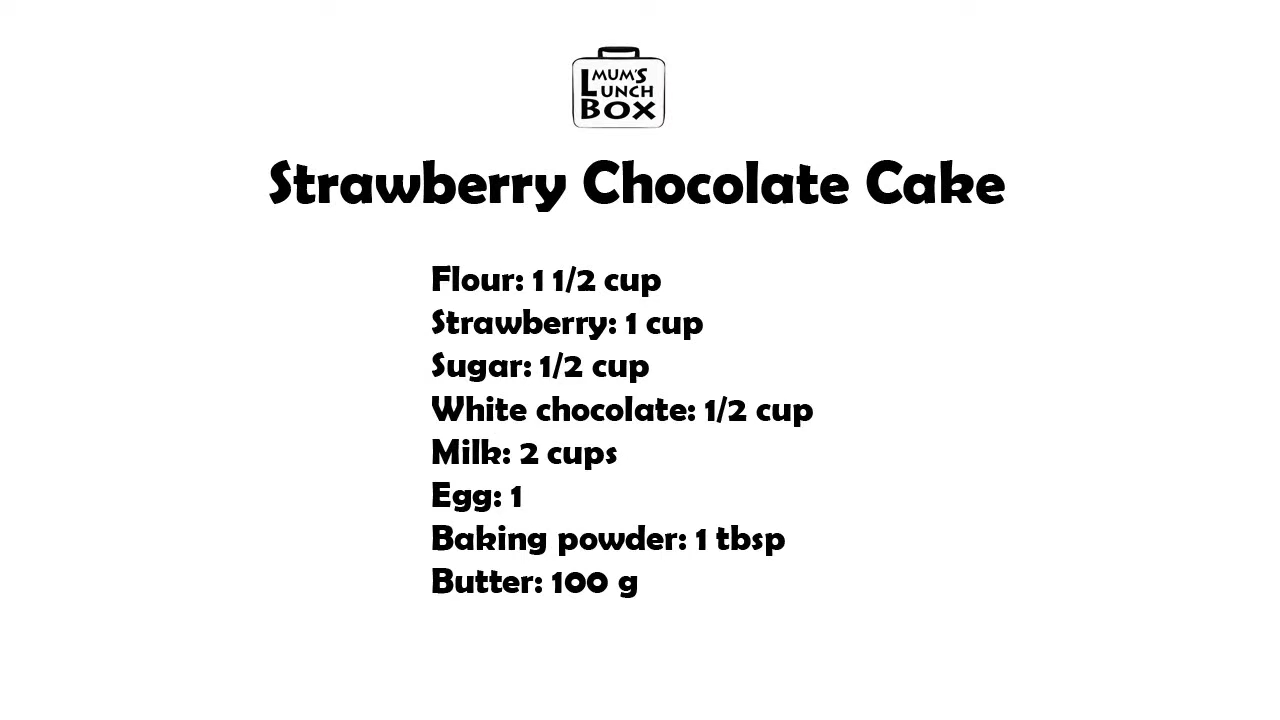 MUM'S
LUNCH
BOX
Strawberry Chocolate Cake
Flour: 1 1/2 cup
Strawberry: 1 cup
Sugar: 1/2 cup
White chocolate: 1/2 cup
Milk: 2 cups
Egg: 1
Baking powder: 1 tbsp
Butter: 100 g